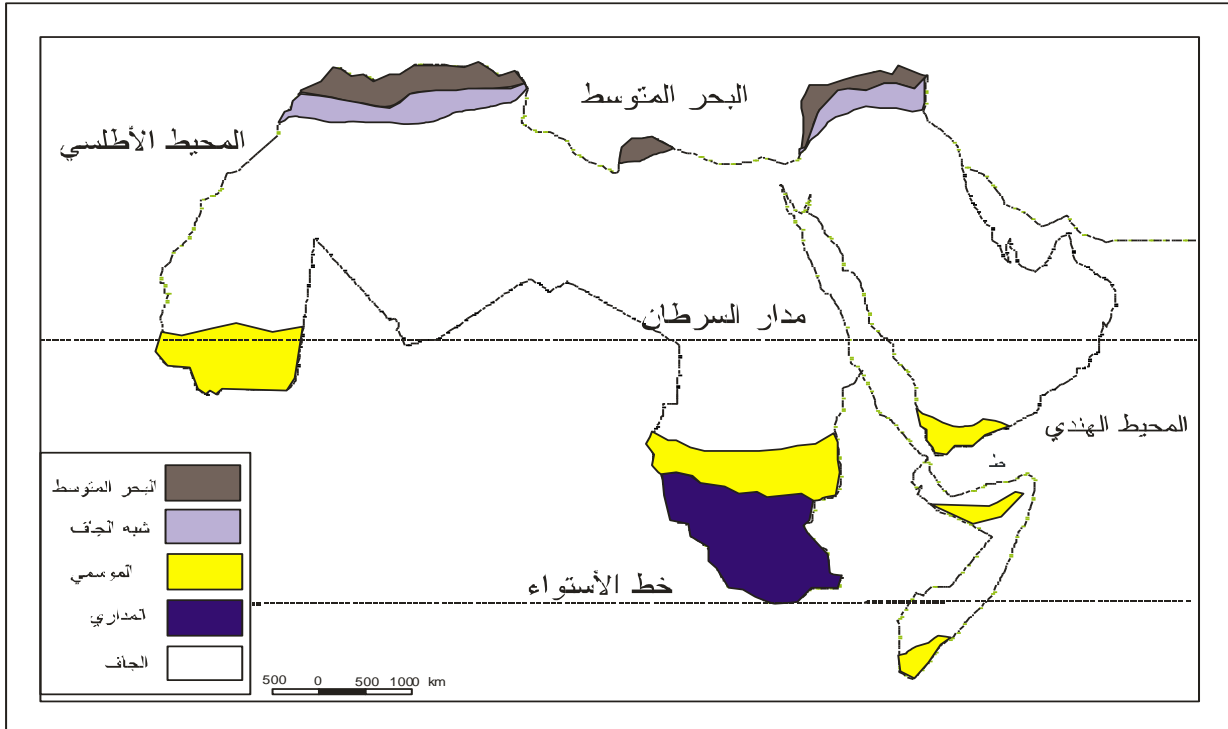 البحر المتوسط
المحيط الأطلسي
مدار السرطان
المحيط الهندي
ط
خط الأستواء
البحر المتوسط
شبه الجاف
الموسمي
المداري
الجاف
500 0 500 1000 km